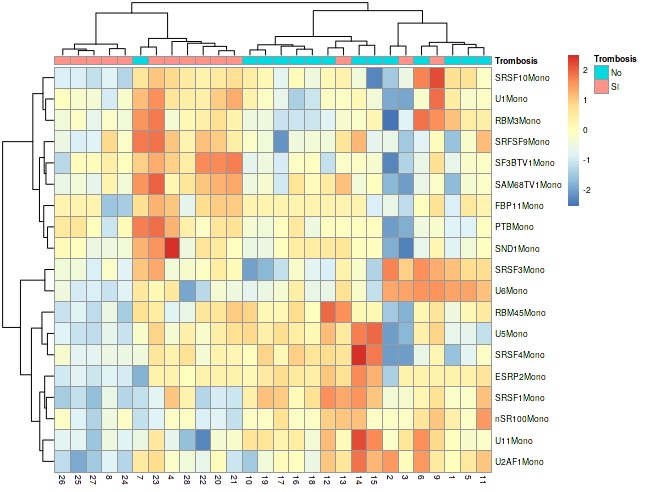 Trombosis
SRSF10Mono
U1Mono
RBM3Mono
SRFSF9Mono
SF3BTV1Mono
SAM68TV1Mono
FBP11Mono
PTBMono
SND1Mono
SRSF3Mono
U6Mono
RBM45Mono
U5Mono
SRSF4Mono
ESRP2Mono
SRSF1Mono
nSR100Mono
U11Mono
U2AF1Mono
26 25 27 8 24 7 23 4 28 22 20 21 10 19 17 16 18 12 13 14 15 2 3 6 9 1 5 11
2
1
0
-1
-2
Trombosis
No
SI